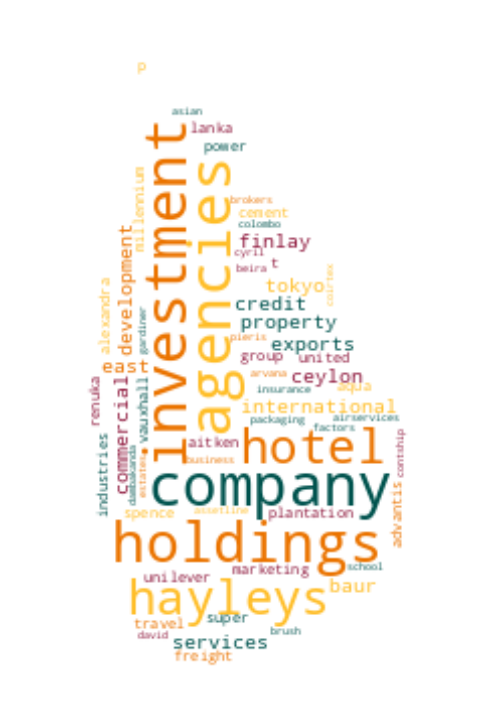 p
asian
lanka
power
investment
agencies
millennium
brokers
cement
colombo
finlay
cyril
t
beira
development
tokyo
coirtex
alexandra
credit
gardiner
property
pieris
exports
group
united
east
arvana
ceylon
renuka
commercial
vauxhall
insurance
aqua
international
packaging
airservices
factors
industries
dambakanda
estates
aitken
hotel
contship
business
company
advantis
spence
assetline
plantation
holdings
marketing
school
unilever
hayleys
baur
travel
super
david
brush
services
freight